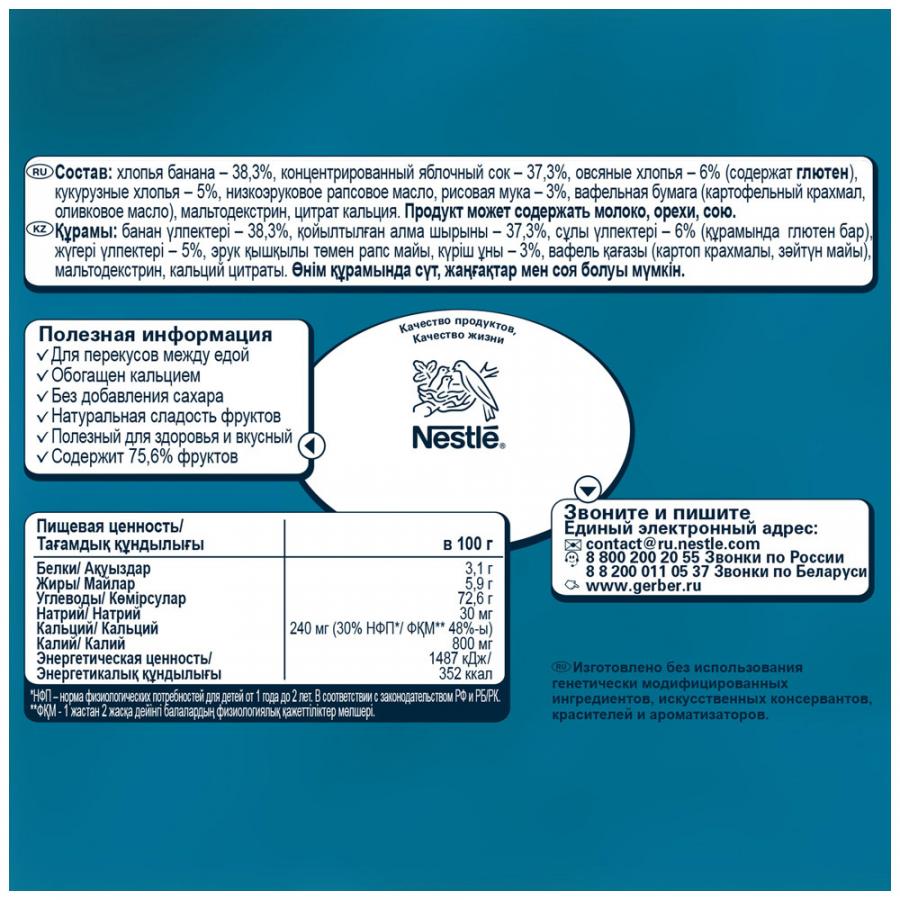 RU Состав: хлопья банана – 38,3%, концентрированный яблочный сок – 37,3%, овсяные хлопья – 6% (содержат глютен),
кукурузные хлопья – 5%, низкоэруковое рапсовое масло, рисовая мука – 3%, вафельная бумага (картофельный крахмал,
оливковое масло), мальтодекстрин, цитрат кальция. Продукт может содержать молоко, орехи, сою.
KZ Құрамы: банан үлпектері – 38,3%, қойылтылған алма шырыны – 37,3%, сұлы үлпектері – 6% (құрамында глютен бар),
жүгері үлпектері – 5%, эрук қышқылы төмен рапс майы, күріш ұны – 3%, вафель қағазы (картоп крахмалы, зәйтүн майы),
мальтодекстрин, кальций цитраты. Өнім құрамында сүт, жаңғақтар мен соя болуы мүмкін.
Полезная информация
✓ Для перекусов между едой
✓ Обогащен кальцием
✓ Без добавления сахара
✓ Натуральная сладость фруктов
✓ Полезный для здоровья и вкусный
✓ Содержит 75,6% фруктов
Качество продуктов,
Качество жизни
Nestlé®
Пищевая ценность/
Тағамдық құндылығы в 100 г
Белки/ Ақуыздар 3,1 г
Жиры/ Майлар 5,9 г
Углеводы/ Көмірсулар 72,6 г
Натрий/ Натрий 30 мг
Кальций/ Кальций 240 мг (30% НФП*/ ФҚМ** 48%-ы)
Калий/ Калий 800 мг
Энергетическая ценность/ 1487 кДж/
Энергетикалық құндылығы 352 ккал
*НФП – норма физиологических потребностей для детей от 1 года до 2 лет. В соответствии с законодательством РФ и РБ/РК.
**ФҚМ - 1 жастан 2 жасқа дейінгі балалардың физиологиялық қажеттіліктер мөлшері.
Звоните и пишите
Единый электронный адрес:
contact@ru.nestle.com
8 800 200 20 55 Звонки по России
8 8 200 011 05 37 Звонки по Беларуси
www.gerber.ru
RU Изготовлено без использования
генетически модифицированных
ингредиентов, искусственных консервантов,
красителей и ароматизаторов.